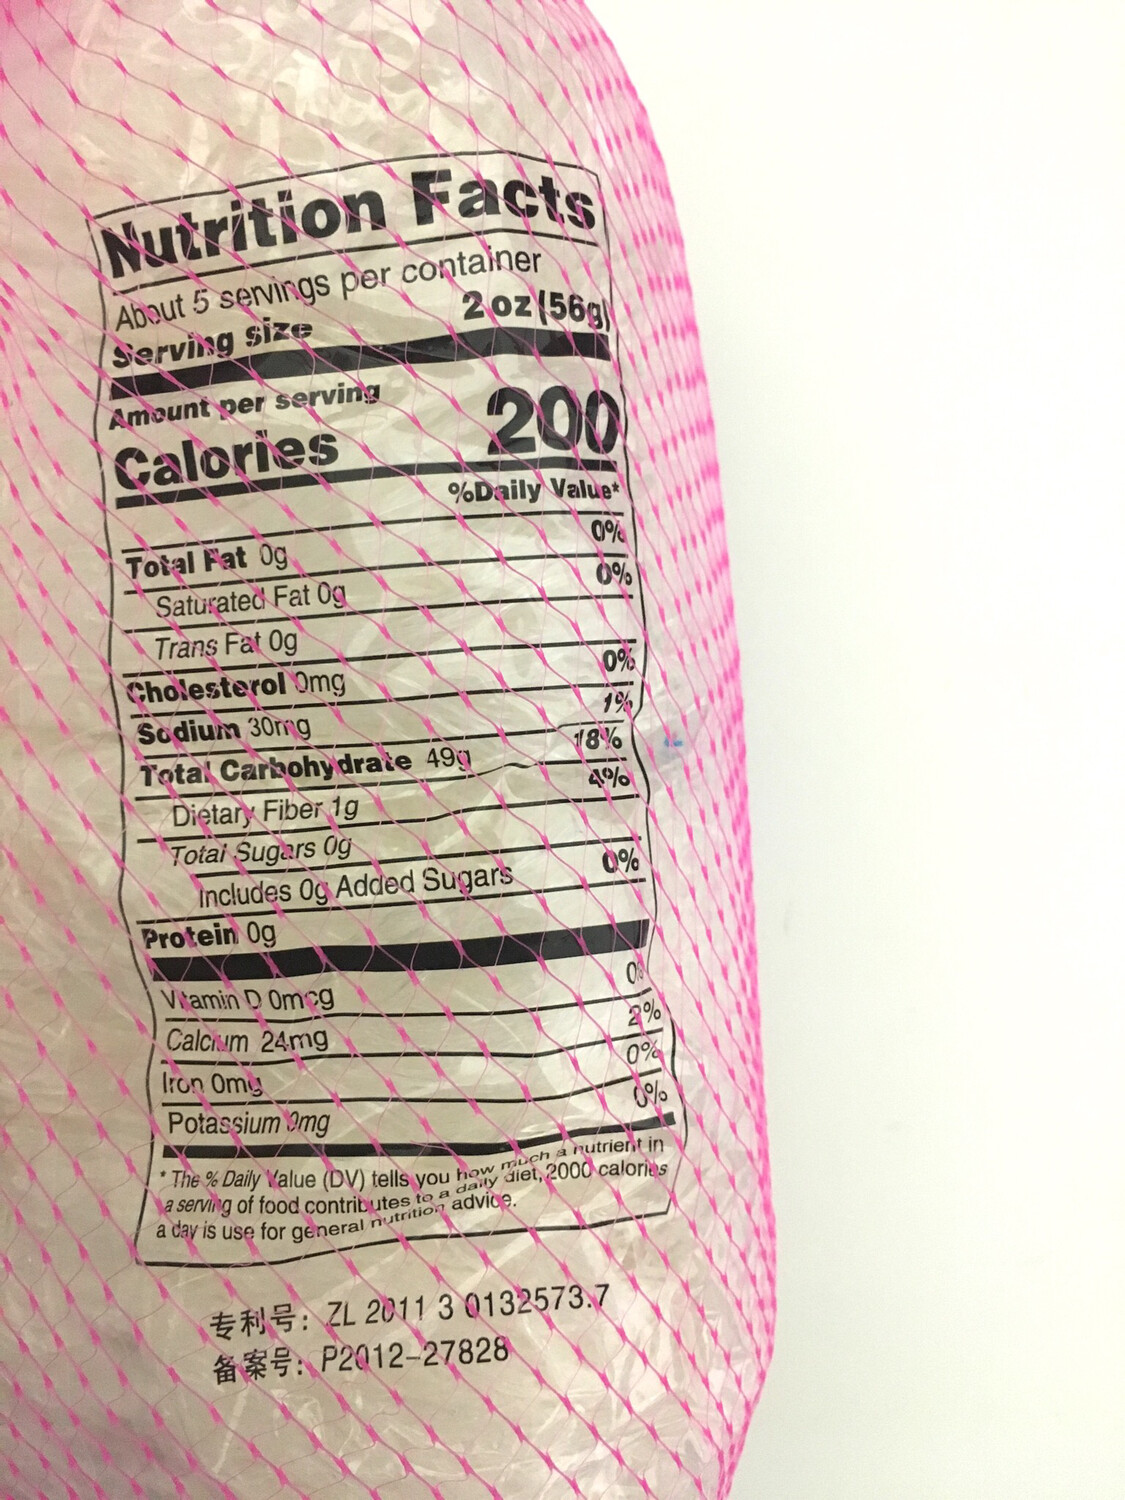 Nutrition Facts
About 5 servings per container
Serving size 2 oz (56g)
Amount per serving
Calories 200
%Daily Value*
Total Fat 0g 0%
Saturated Fat 0g 0%
Trans Fat 0g
Cholesterol 0mg 0%
Sodium 30mg 1%
Total Carbohydrate 49g 18%
Dietary Fiber 1g 4%
Total Sugars 0g
Includes 0g Added Sugars 0%
Protein 0g
Vitamin D 0mcg 0%
Calcium 24mg 2%
Iron 0mg 0%
Potassium 0mg 0%
* The % Daily Value (DV) tells you how much a nutrient in
a serving of food contributes to a daily diet, 2000 calories
a day is use for general nutrition advice.
专利号: ZL 2011 3 0132573.7
备案号: P2012-27828